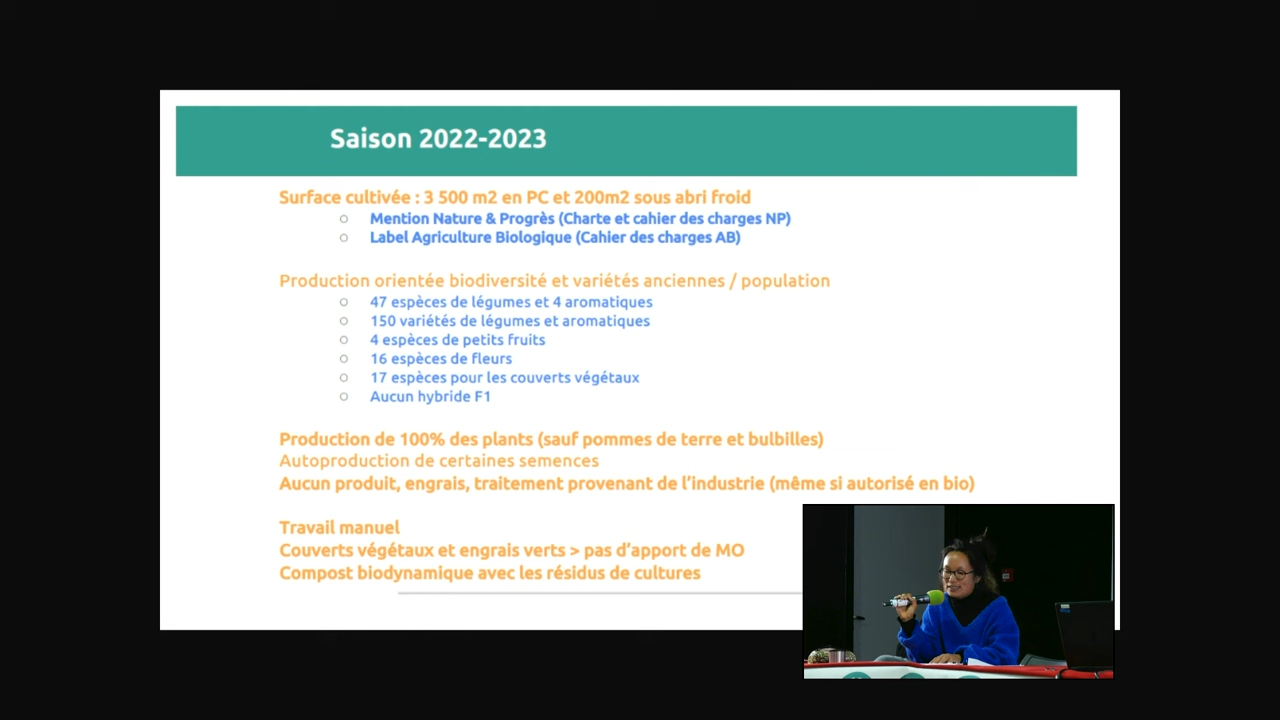 Saison 2022-2023
Surface cultivée : 3 500 m2 en PC et 200m2 sous abri froid
Mention Nature & Progrès (Charte et cahier des charges NP)
Label Agriculture Biologique (Cahier des charges AB)
Production orientée biodiversité et variétés anciennes / population
47 espèces de légumes et 4 aromatiques
150 variétés de légumes et aromatiques
4 espèces de petits fruits
16 espèces de fleurs
17 espèces pour les couverts végétaux
Aucun hybride F1
Production de 100% des plants (sauf pommes de terre et bulbilles)
Autoproduction de certaines semences
Aucun produit, engrais, traitement provenant de l’industrie (même si autorisé en bio)
Travail manuel
Couverts végétaux et engrais verts > pas d’apport de MO
Compost biodynamique avec les résidus de cultures